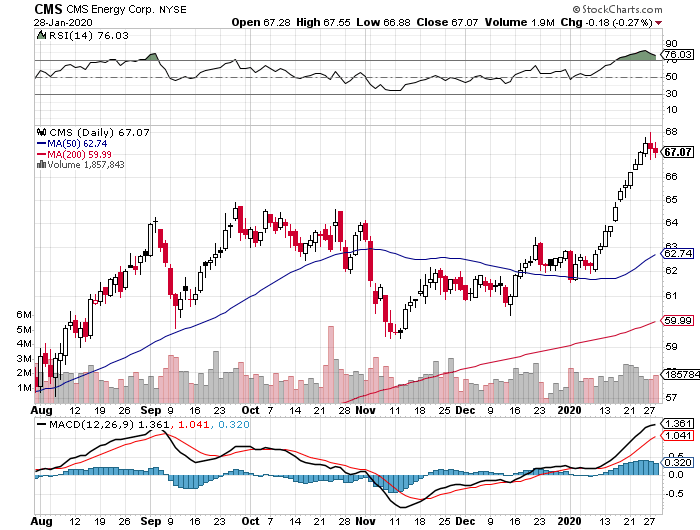 CMS CMS Energy Corp. NYSE © StockCharts.com
28-Jan-2020 Open 67.28 High 67.55 Low 66.88 Close 67.07 Volume 1.9M Chg -0.18 (-0.27%)
RSI(14) 76.03
90
76.03
70
50
30
10
CMS (Daily) 67.07
MA(50) 62.74
MA(200) 59.99
Volume 1,857,843
68
67.07
66
65
64
63
62.74
62
61
59.99
59
58
57
6M
5M
4M
3M
2M
1M
185784
Aug 12 19 26 Sep 9 16 23 Oct 7 14 21 28 Nov 11 18 25 Dec 9 16 23 2020 13 21 27
MACD(12,26,9) 1.361, 1.041, 0.320
1.361
1.041
0.5
0.320
0.0
-0.5
Aug 12 19 26 Sep 9 16 23 Oct 7 14 21 28 Nov 11 18 25 Dec 9 16 23 2020 13 21 27